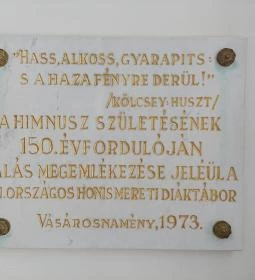 "HASS, ALKOSS, GYARAPITS:
S A HAZA FÉNYRE DERÜL!"
/KÖLCSEY: HUSZT/
A HIMNUSZ SZÜLETÉSÉNEK
150. ÉVFORDULÓJÁN
ÁLÁS MEGEMLÉKEZÉSE JELÉÜL A
I. ORSZÁGOS HONISMERETI DIÁKTÁBOR
VÁSÁROSNAMÉNY, 1973.